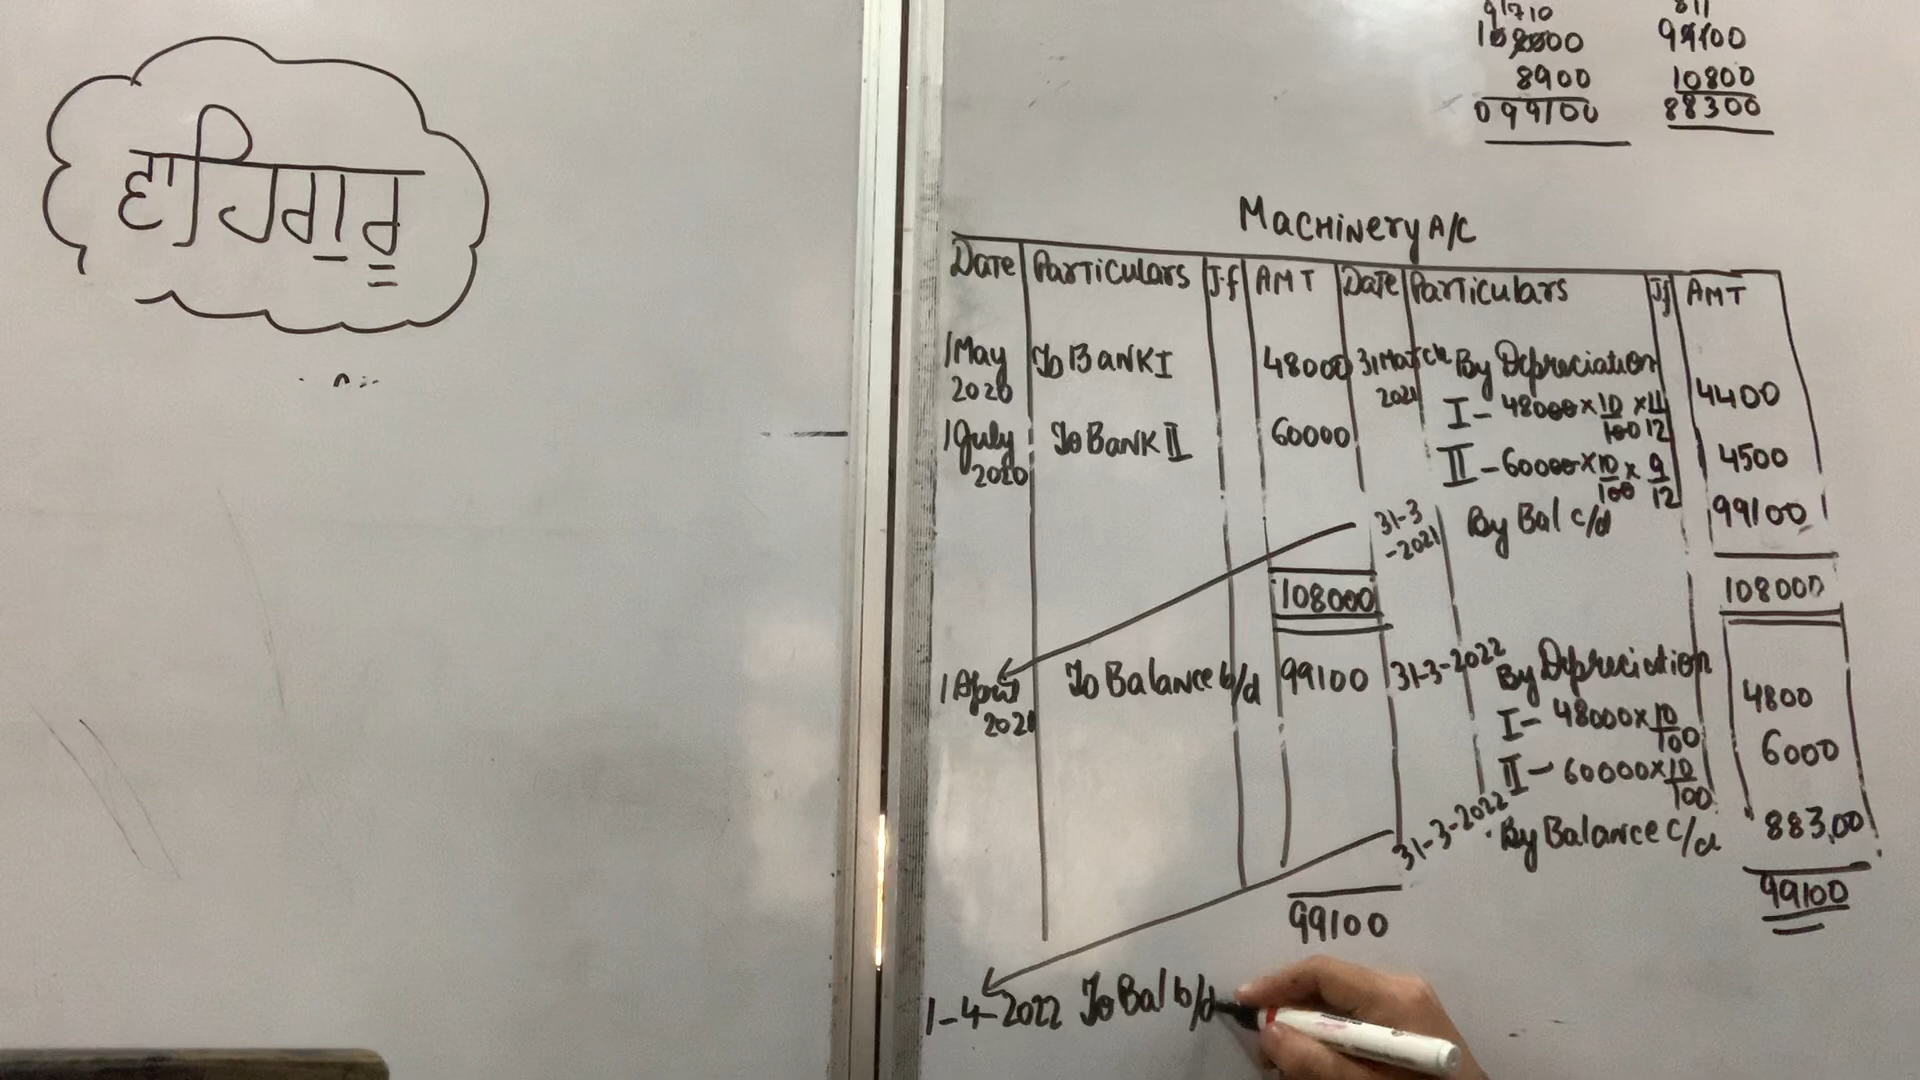 ਵਾਹਿਗੁਰੂ
8900
099100
10800
88300
Machinery A/C
Date Particulars J.f AMT Date Particulars Jf AMT
1 May 2020 To Bank I 48000 31 March 2021 By Depreciation
I - 48000 × 10/100 × 11/12 4400
1 July 2020 To Bank II 60000
II - 60000 × 10/100 × 9/12 4500
31-3-2021 By Bal c/d 99100
108000 108000
1 April 2021 To Balance b/d 99100 31-3-2022 By Depreciation
I - 48000 × 10/100 4800
II - 60000 × 10/100 6000
31-3-2022 By Balance c/d 883,00
99100 99100
1-4-2022 To Bal b/d